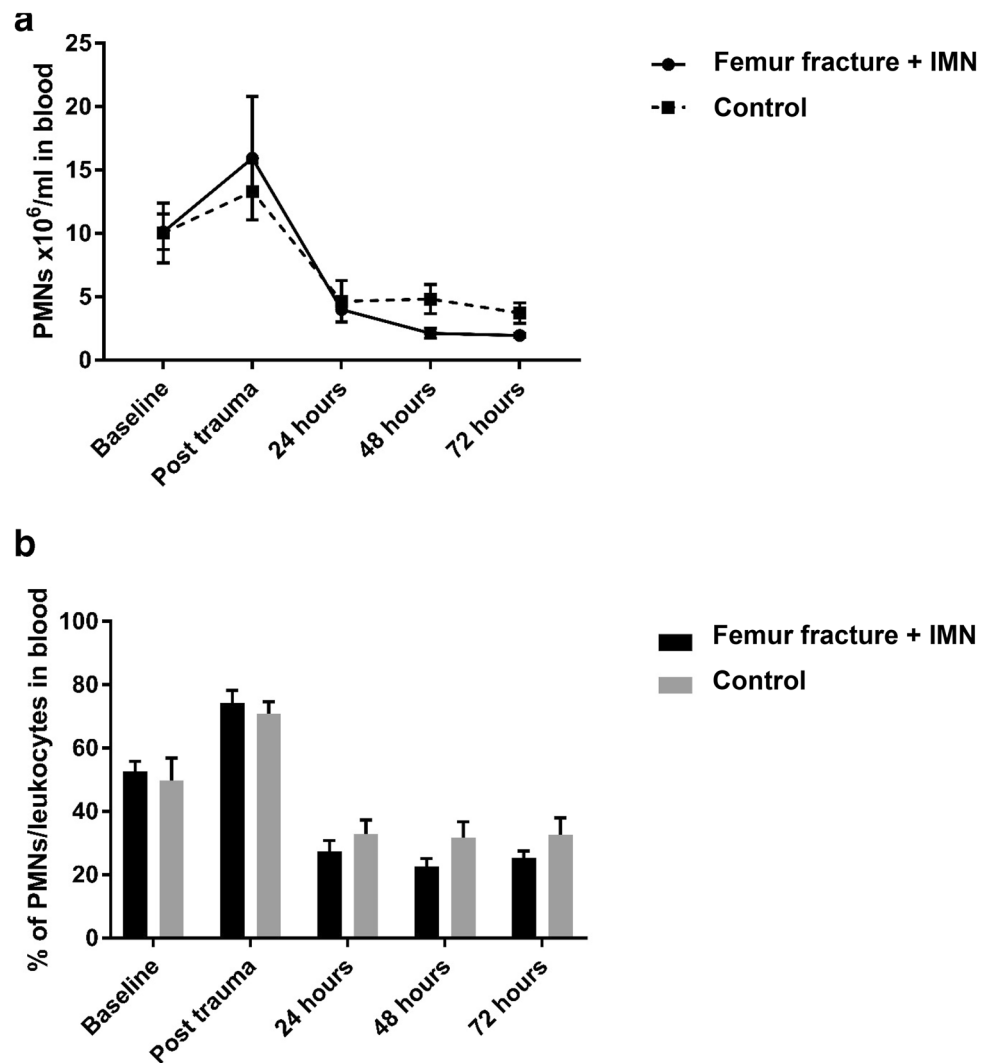 a
PMNs x10⁶/ml in blood
25
20
15
10
5
0
Baseline
Post trauma
24 hours
48 hours
72 hours
Femur fracture + IMN
Control
b
% of PMNs/leukocytes in blood
100
80
60
40
20
0
Baseline
Post trauma
24 hours
48 hours
72 hours
Femur fracture + IMN
Control